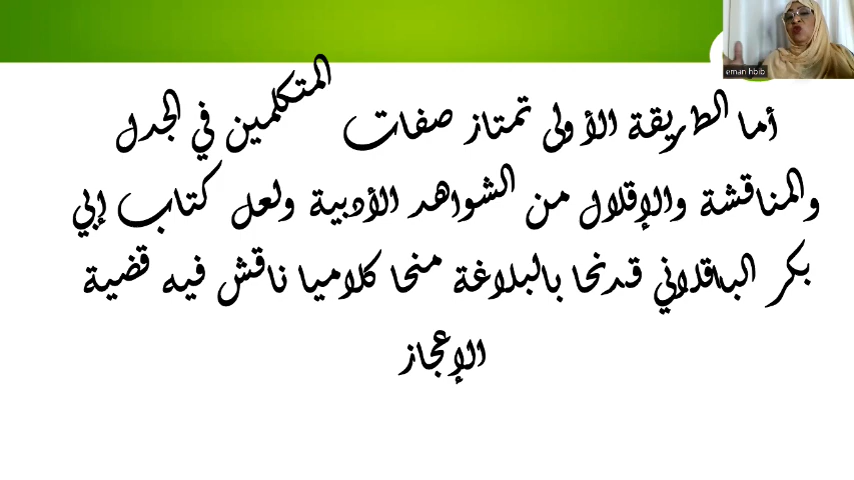 eman hbib
أما الطريقة الأولى تمتاز صفات المتكلمين في الجدل
والمناقشة والإقلال من الشواهد الأدبية ولعل كتاب إبي
بكر الباقلاني قدنحا بالبلاغة منحا كلاميا ناقش فيه قضية
الإعجاز